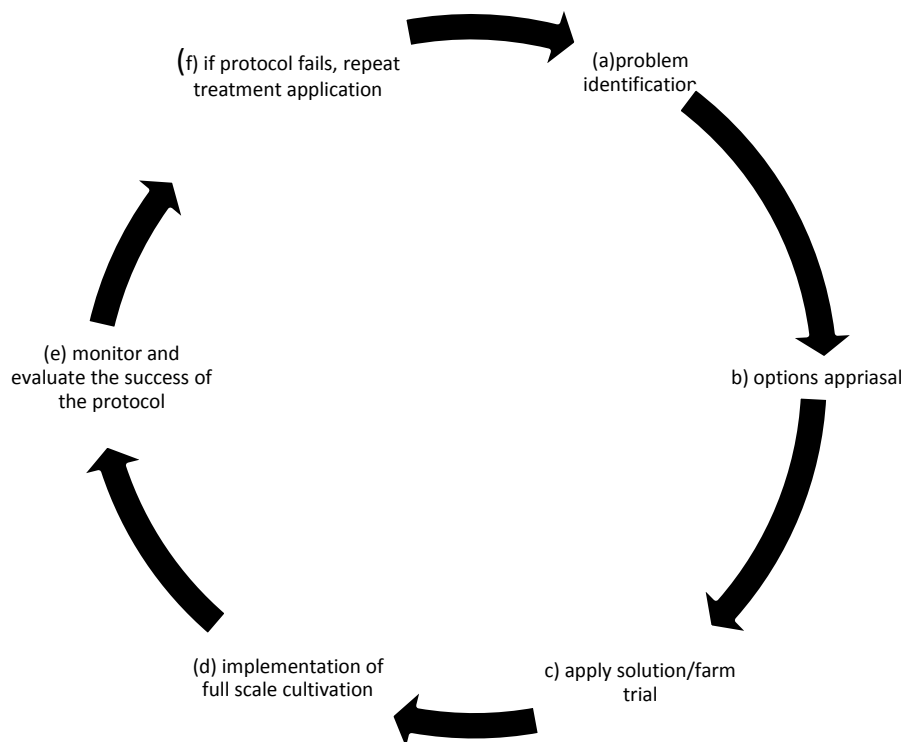 (a)problem
identification
b) options appriasal
c) apply solution/farm
trial
(d) implementation of
full scale cultivation
(e) monitor and
evaluate the success of
the protocol
(f) if protocol fails, repeat
treatment application